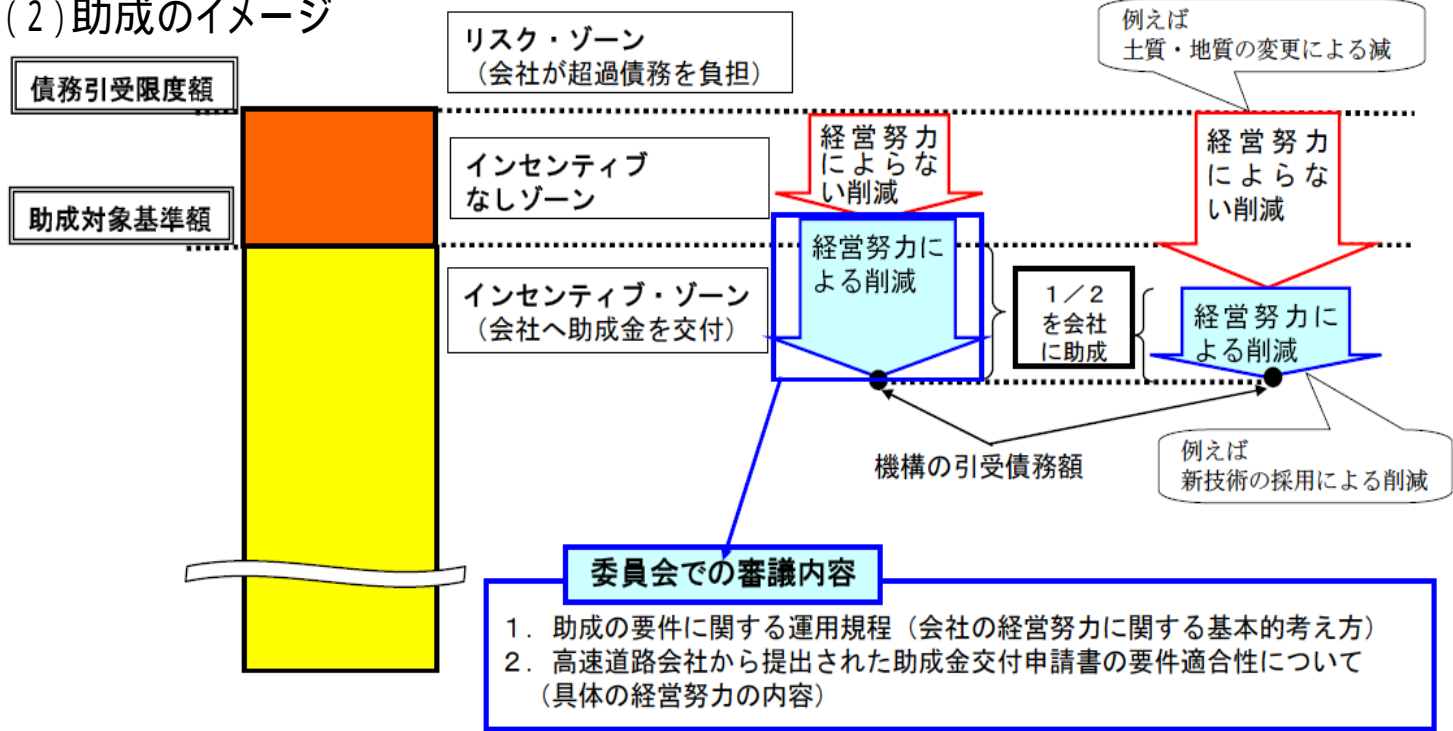 (２)助成のイメージ
債務引受限度額
助成対象基準額
リスク・ゾーン
（会社が超過債務を負担）
インセンティブ
なしゾーン
インセンティブ・ゾーン
（会社へ助成金を交付）
経営努力
によらな
い削減
経営努力に
よる削減
１／２
を会社
に助成
例えば
土質・地質の変更による減
経営努力
によらな
い削減
経営努力に
よる削減
機構の引受債務額
例えば
新技術の採用による削減
委員会での審議内容
１．助成の要件に関する運用規程（会社の経営努力に関する基本的考え方）
２．高速道路会社から提出された助成金交付申請書の要件適合性について
（具体の経営努力の内容）